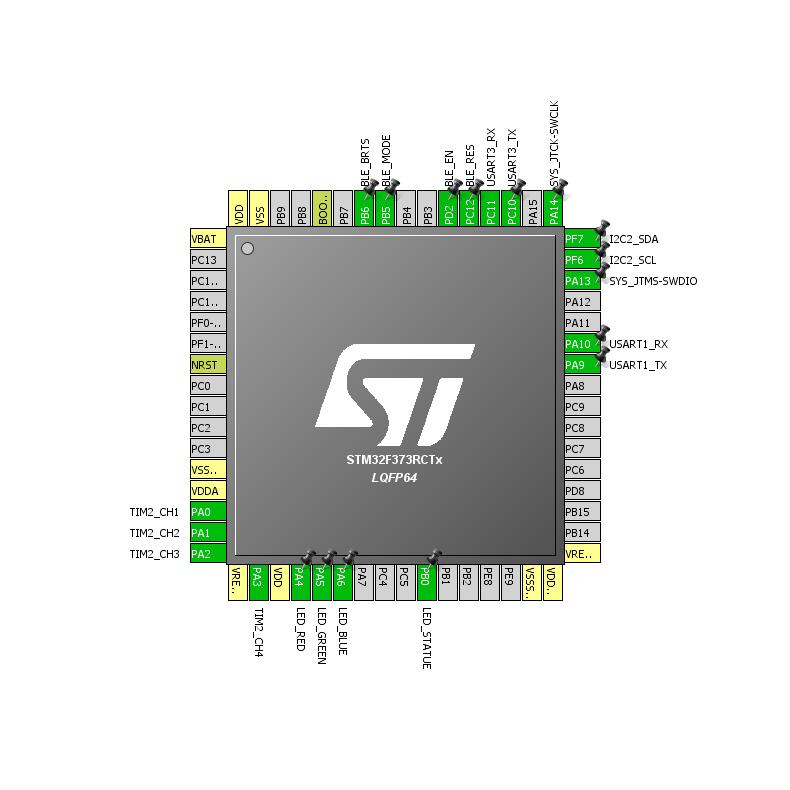 BLE_BRTS
BLE_MODE
BLE_EN
BLE_RES
USART3_RX
USART3_TX
SYS_JTCK-SWCLK
VDD
VSS
PB9
PB8
BOO..
PB7
PB6
PB5
PB4
PB3
PD2
PC12
PC11
PC10
PA15
PA14
VBAT
PC13
PC1..
PC1..
PF0-..
PF1-..
NRST
PC0
PC1
PC2
PC3
VSS..
VDDA
TIM2_CH1 PA0
TIM2_CH2 PA1
TIM2_CH3 PA2
ST
STM32F373RCTx
LQFP64
PF7 I2C2_SDA
PF6 I2C2_SCL
PA13 SYS_JTMS-SWDIO
PA12
PA11
PA10 USART1_RX
PA9 USART1_TX
PA8
PC9
PC8
PC7
PC6
PD8
PB15
PB14
VRE..
VRE..
PA3
VDD
PA4
PA5
PA6
PA7
PC4
PC5
PB0
PB1
PB2
PE8
PE9
VSSS..
VDD..
TIM2_CH4
LED_RED
LED_GREEN
LED_BLUE
LED_STATUE